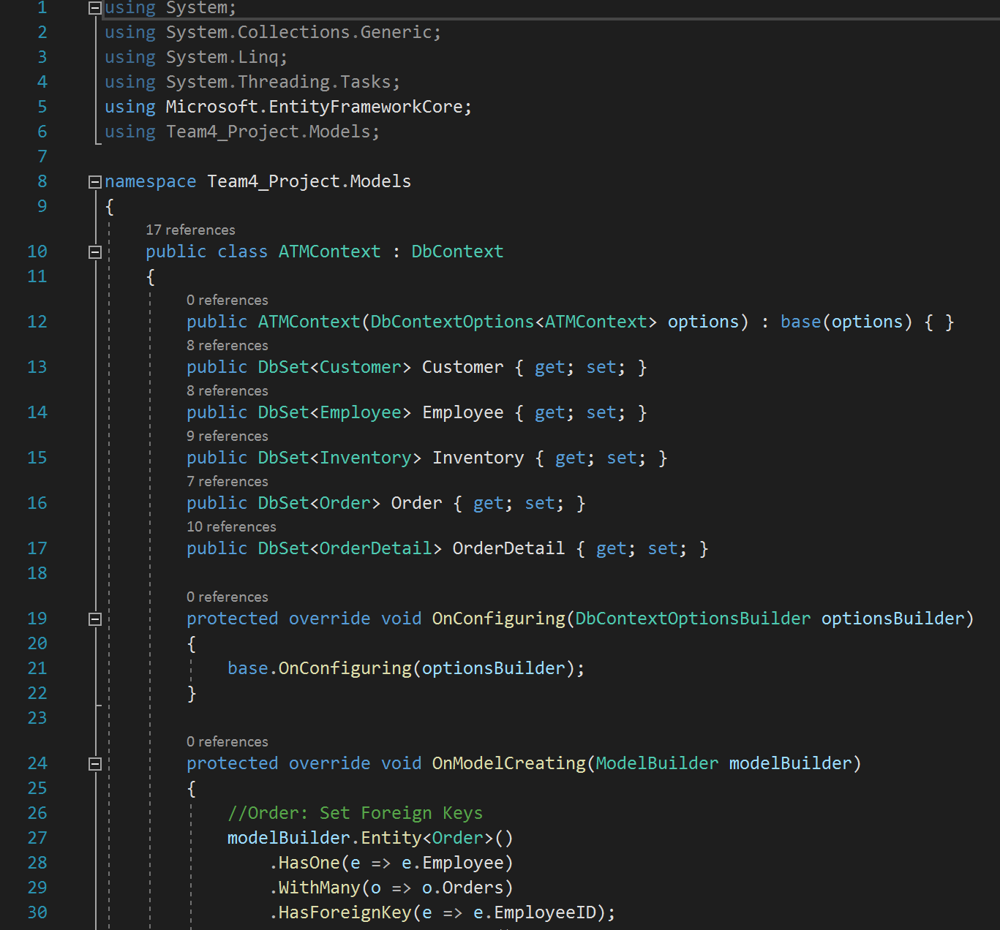 1 using System;
2 using System.Collections.Generic;
3 using System.Linq;
4 using System.Threading.Tasks;
5 using Microsoft.EntityFrameworkCore;
6 using Team4_Project.Models;
7
8 namespace Team4_Project.Models
9 {
17 references
10 public class ATMContext : DbContext
11 {
0 references
12 public ATMContext(DbContextOptions<ATMContext> options) : base(options) { }
8 references
13 public DbSet<Customer> Customer { get; set; }
8 references
14 public DbSet<Employee> Employee { get; set; }
9 references
15 public DbSet<Inventory> Inventory { get; set; }
7 references
16 public DbSet<Order> Order { get; set; }
10 references
17 public DbSet<OrderDetail> OrderDetail { get; set; }
18
0 references
19 protected override void OnConfiguring(DbContextOptionsBuilder optionsBuilder)
20 {
21 base.OnConfiguring(optionsBuilder);
22 }
23
0 references
24 protected override void OnModelCreating(ModelBuilder modelBuilder)
25 {
26 //Order: Set Foreign Keys
27 modelBuilder.Entity<Order>()
28 .HasOne(e => e.Employee)
29 .WithMany(o => o.Orders)
30 .HasForeignKey(e => e.EmployeeID);